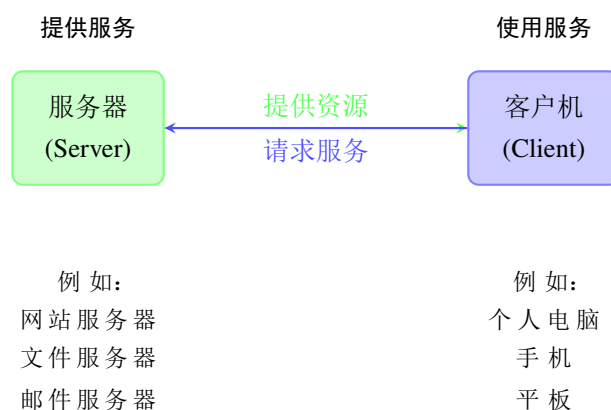 提供服务
使用服务
服务器
(Server)
提供资源
请求服务
客户机
(Client)
例如：
网站服务器
文件服务器
邮件服务器
例如：
个人电脑
手机
平板